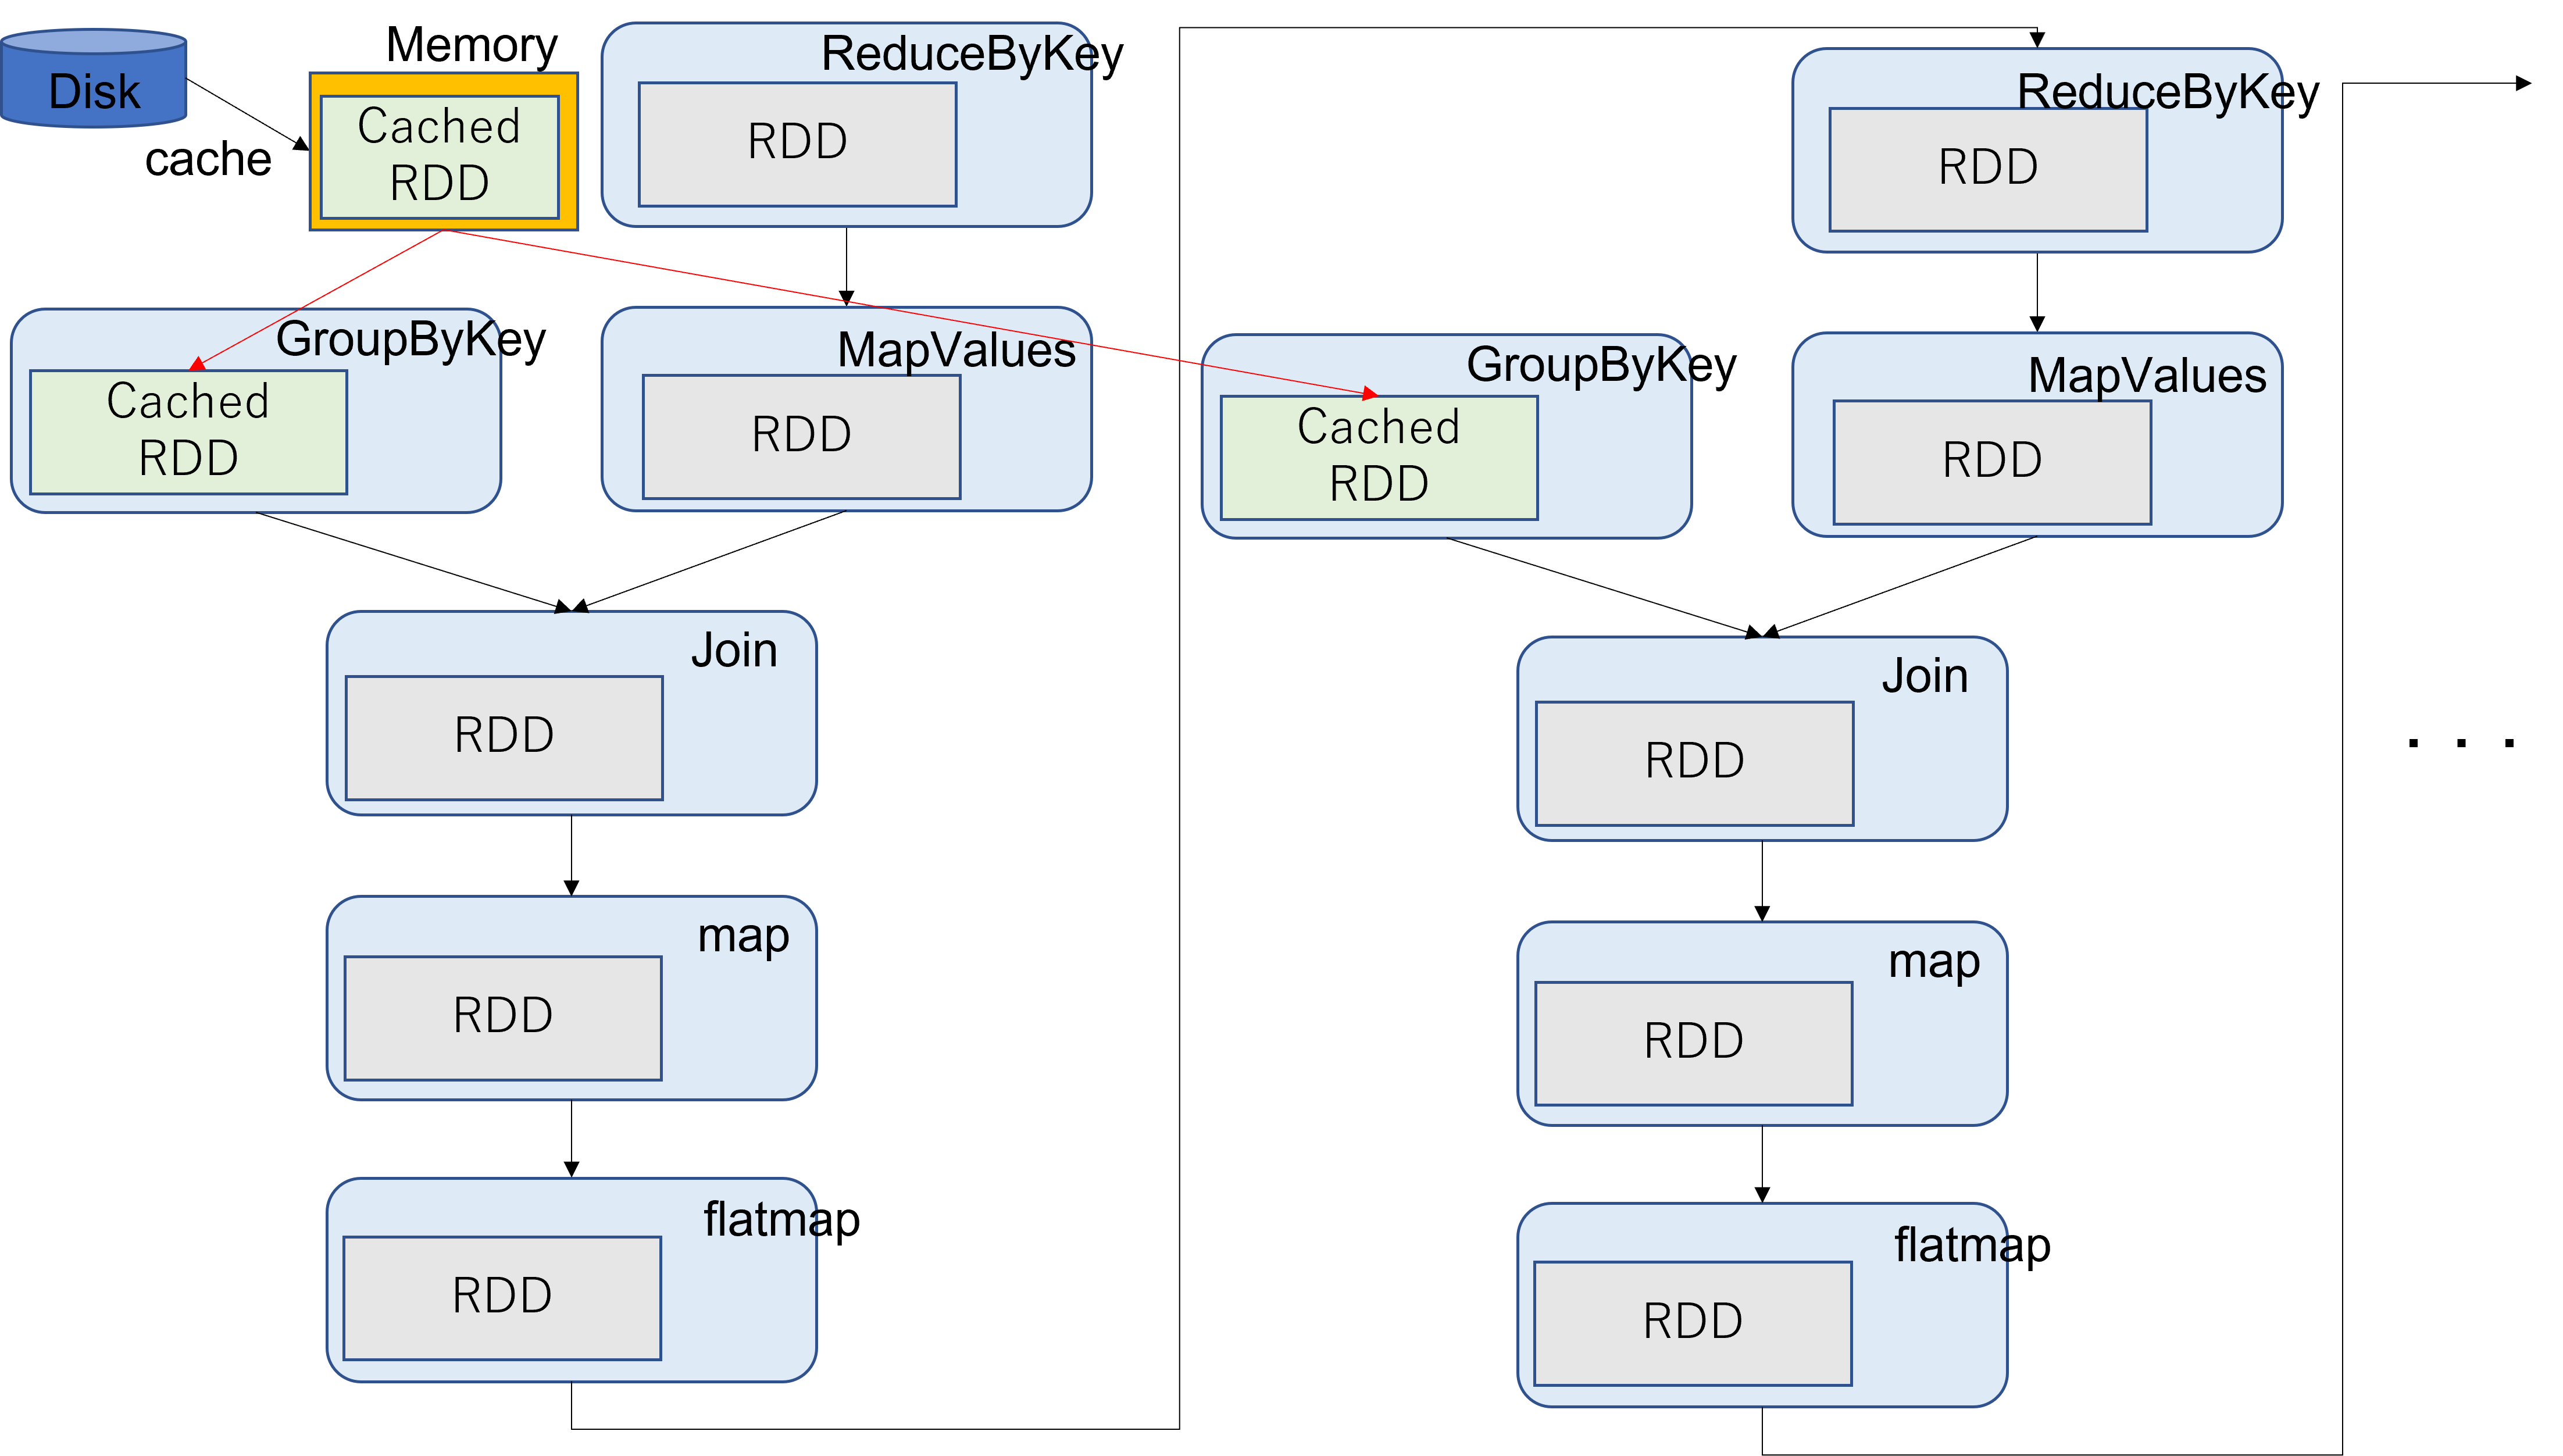 Disk
cache
Memory
Cached
RDD
ReduceByKey
RDD
GroupByKey
Cached
RDD
MapValues
RDD
Join
RDD
map
RDD
flatmap
RDD
ReduceByKey
RDD
GroupByKey
Cached
RDD
MapValues
RDD
Join
RDD
map
RDD
flatmap
RDD
. . .